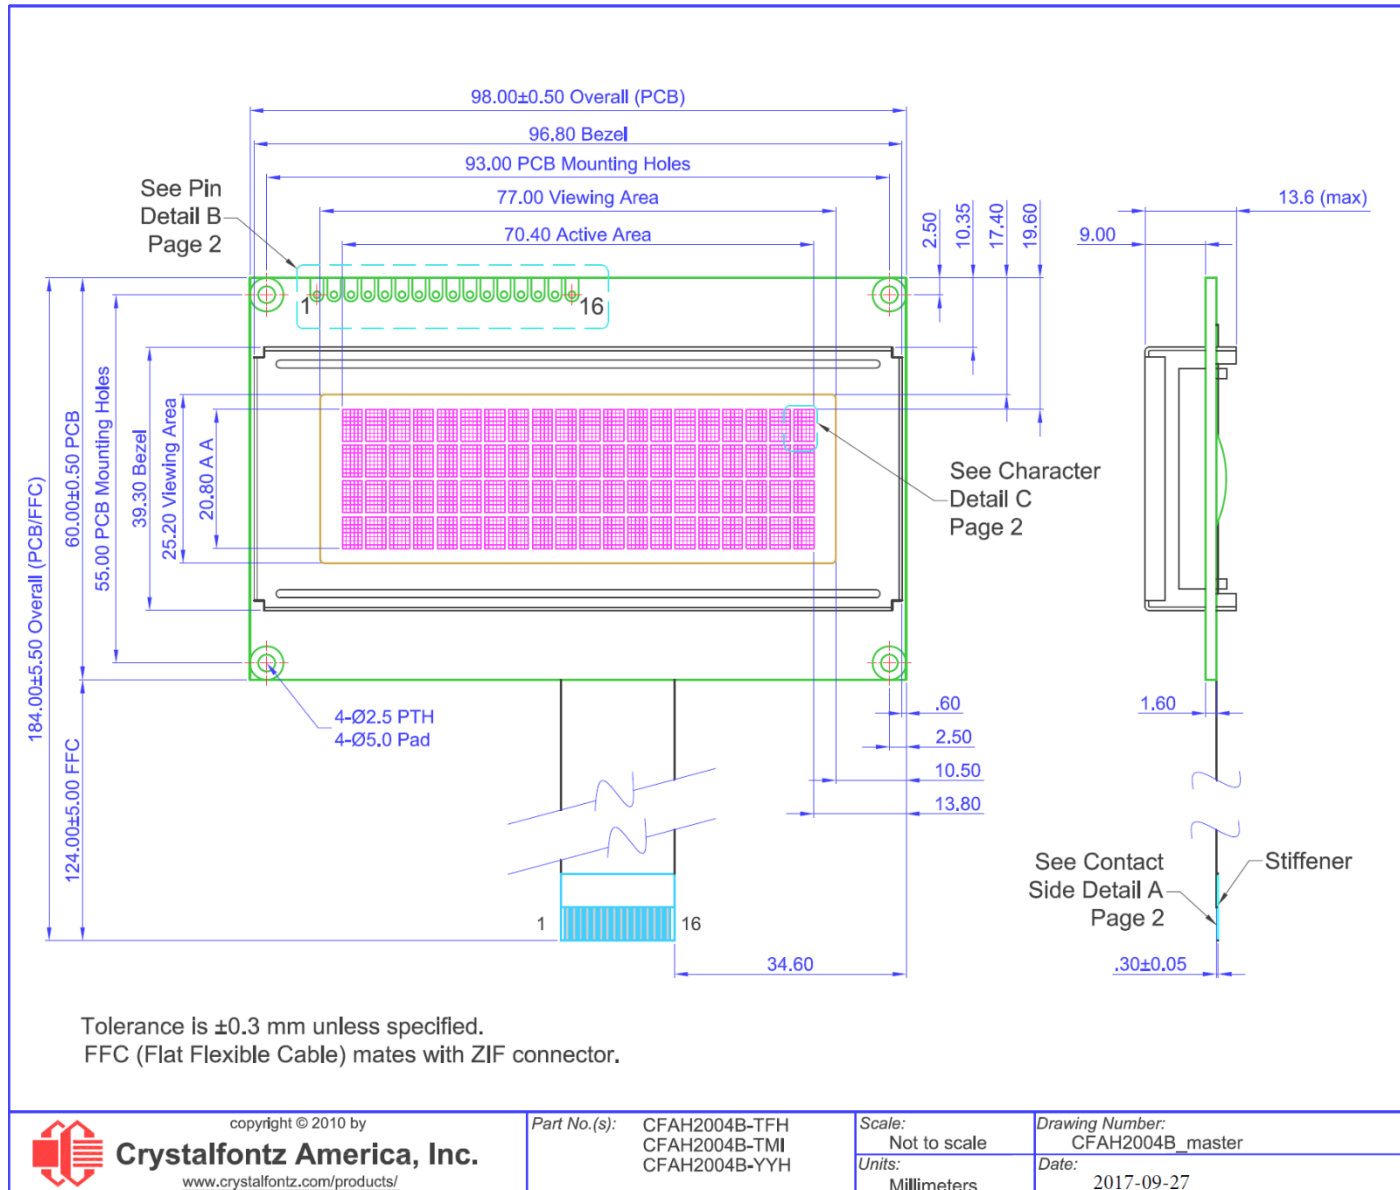 98.00±0.50 Overall (PCB)
96.80 Bezel
93.00 PCB Mounting Holes
77.00 Viewing Area
70.40 Active Area
See Pin
Detail B
Page 2
2.50
10.35
17.40
19.60
13.6 (max)
9.00
1
16
184.00±5.50 Overall (PCB/FFC)
60.00±0.50 PCB
55.00 PCB Mounting Holes
39.30 Bezel
25.20 Viewing Area
20.80 A A
See Character
Detail C
Page 2
4-Ø2.5 PTH
4-Ø5.0 Pad
.60
2.50
10.50
13.80
1.60
124.00±5.00 FFC
See Contact
Side Detail A
Page 2
Stiffener
1
16
34.60
.30±0.05
Tolerance is ±0.3 mm unless specified.
FFC (Flat Flexible Cable) mates with ZIF connector.
copyright © 2010 by
Crystalfontz America, Inc.
www.crystalfontz.com/products/
Part No.(s):
CFAH2004B-TFH
CFAH2004B-TMI
CFAH2004B-YYH
Scale:
Not to scale
Units:
Millimeters
Drawing Number:
CFAH2004B_master
Date:
2017-09-27